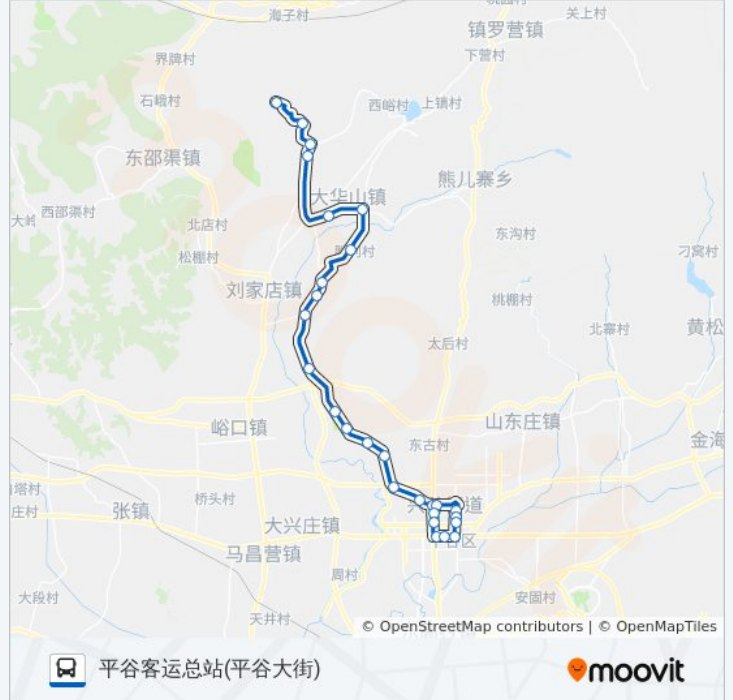 海子村
关上村
镇罗营镇
下营村
界牌村
石峨村
西峪村
上镇村
东邵渠镇
熊儿寨乡
大华山镇
西邵渠村
大岭
北店村
东沟村
松棚村
刁窝村
刘家店镇
桃棚村
北寨村
黄松
太后村
峪口镇
山东庄镇
东古村
金海
塔村
桥头村
庄村
张镇
大兴庄镇
马昌营镇
周村
大段村
安固村
天井村
© OpenStreetMap contributors | © OpenMapTiles
平谷客运总站(平谷大街)
moovit